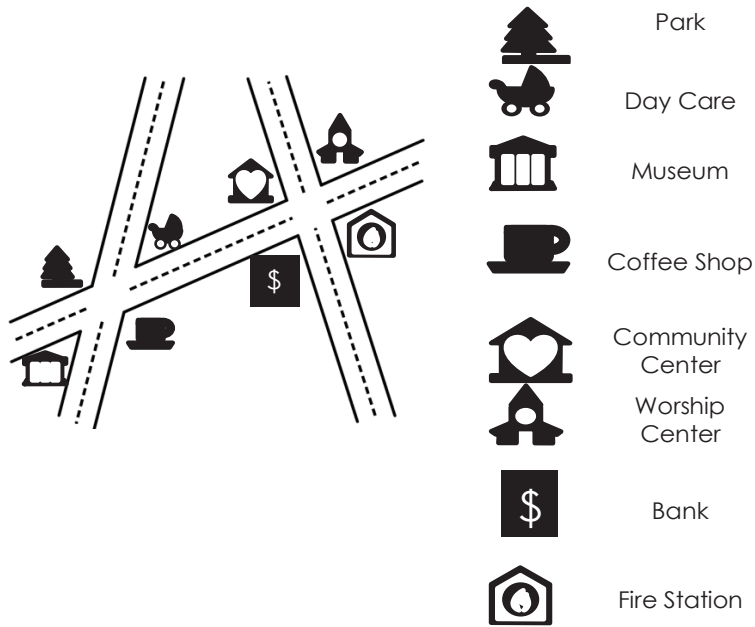 Park
Day Care
Museum
Coffee Shop
Community
Center
Worship
Center
$
$
Bank
Fire Station